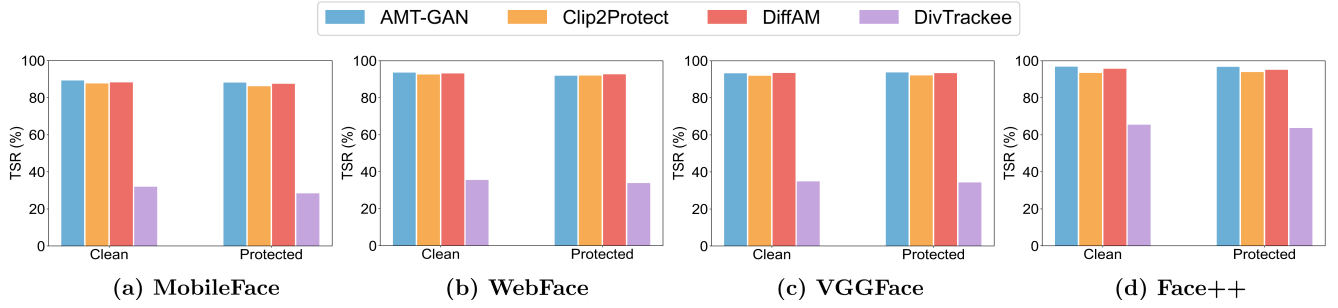 AMT-GAN Clip2Protect DiffAM DivTrackee
TSR (%)
100
80
60
40
20
0
Clean Protected
(a) MobileFace
TSR (%)
100
80
60
40
20
0
Clean Protected
(b) WebFace
TSR (%)
100
80
60
40
20
0
Clean Protected
(c) VGGFace
TSR (%)
100
80
60
40
20
0
Clean Protected
(d) Face++